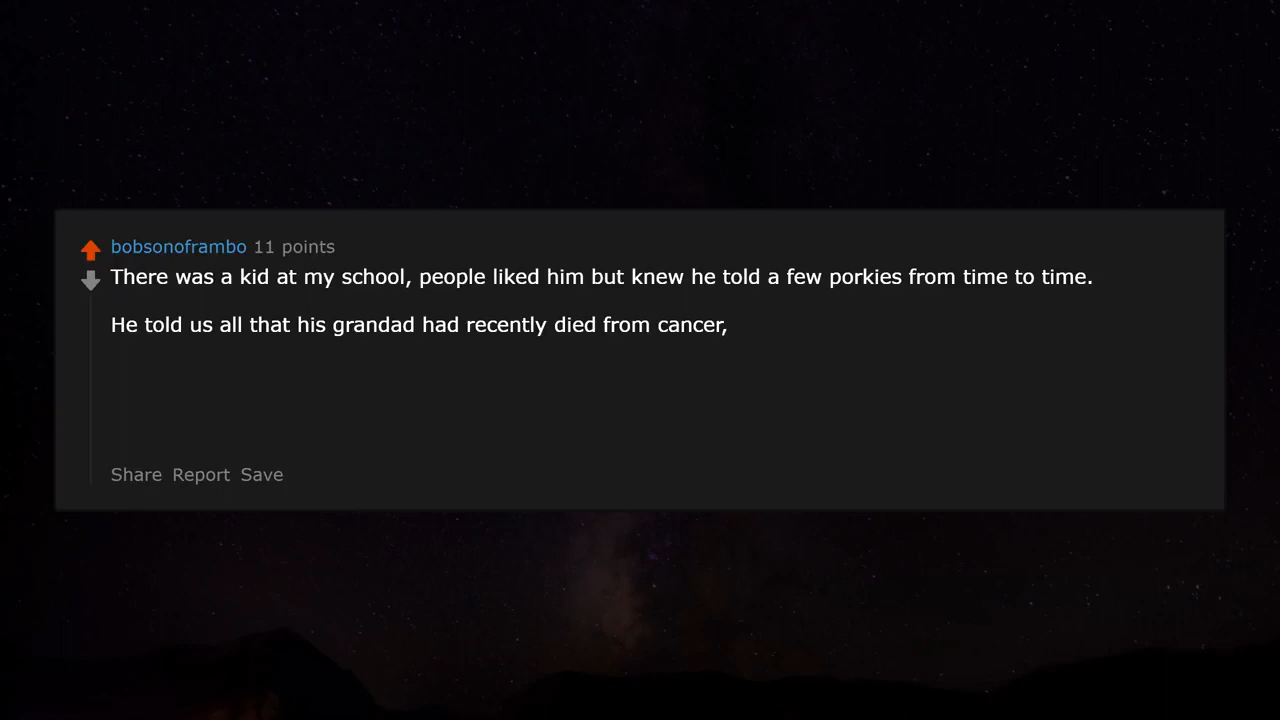 bobsonoframbo 11 points
There was a kid at my school, people liked him but knew he told a few porkies from time to time.
He told us all that his grandad had recently died from cancer,
Share Report Save